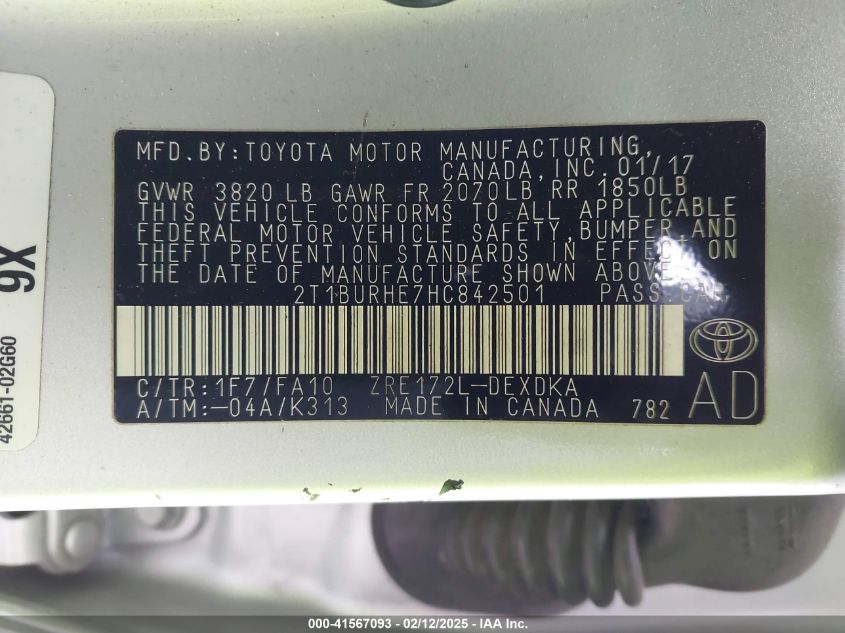 MFD.BY:TOYOTA MOTOR MANUFACTURING,
CANADA, INC. 01/17
GVWR 3820 LB GAWR FR 2070LB RR 1850LB
THIS VEHICLE CONFORMS TO ALL APPLICABLE
FEDERAL MOTOR VEHICLE SAFETY, BUMPER, AND
THEFT PREVENTION STANDARDS IN EFFECT ON
THE DATE OF MANUFACTURE SHOWN ABOVE.
2T1BURHE7HC842501 PASS. CAR
C/TR:1F7/FA10 ZRE172L-DEXDKA
A/TM:-04A/K313 MADE IN CANADA 782
AD
9X
42661-02G60
000-41567093 - 02/12/2025 - IAA Inc.